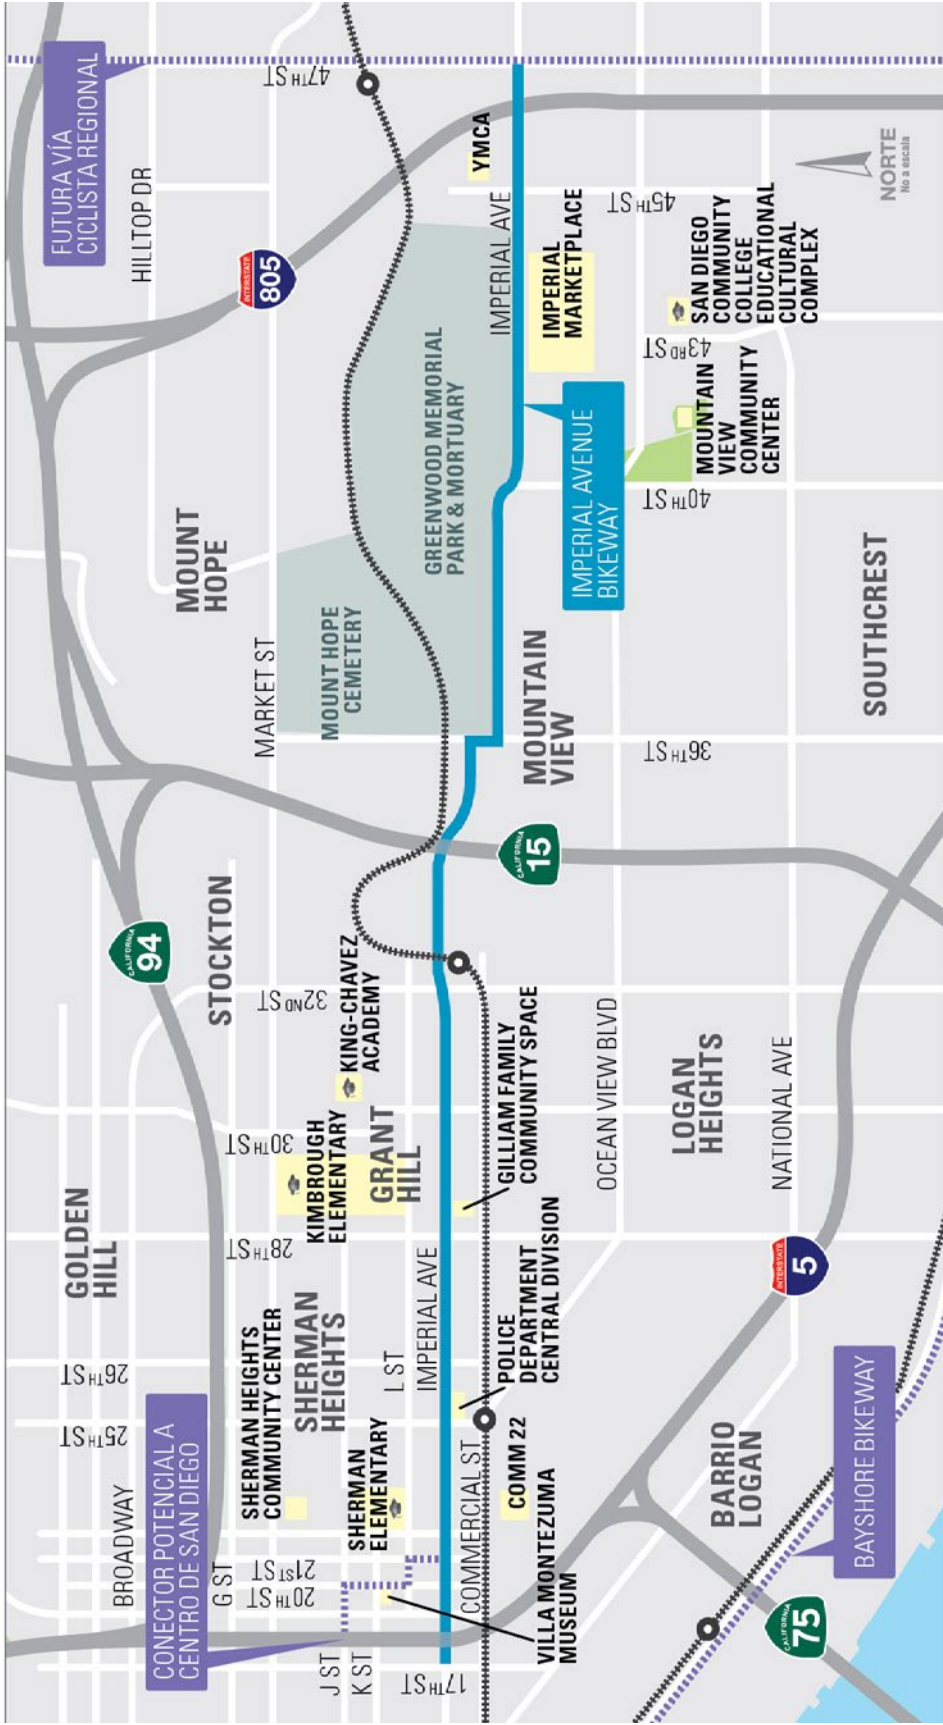 CONECTOR POTENCIAL A
CENTRO DE SAN DIEGO
FUTURA VÍA
CICLISTA REGIONAL
BROADWAY
25TH ST
26TH ST
GOLDEN
HILL
CALIFORNIA
94
HILLTOP DR
G ST
20TH ST
21ST ST
SHERMAN HEIGHTS
COMMUNITY CENTER
28TH ST
30TH ST
STOCKTON
32ND ST
MARKET ST
MOUNT
HOPE
INTERSTATE
805
47TH ST
J ST
K ST
SHERMAN
ELEMENTARY
SHERMAN
HEIGHTS
KIMBROUGH
ELEMENTARY
KING-CHAVEZ
ACADEMY
MOUNT HOPE
CEMETERY
L ST
GRANT
HILL
17TH ST
IMPERIAL AVE
GREENWOOD MEMORIAL
PARK & MORTUARY
COMMERCIAL ST
YMCA
IMPERIAL AVE
VILLA MONTEZUMA
MUSEUM
COMM 22
POLICE
DEPARTMENT
CENTRAL DIVISION
GILLIAM FAMILY
COMMUNITY SPACE
CALIFORNIA
15
MOUNTAIN
VIEW
IMPERIAL
MARKETPLACE
IMPERIAL AVENUE
BIKEWAY
OCEAN VIEW BLVD
36TH ST
40TH ST
43RD ST
45TH ST
BARRIO
LOGAN
LOGAN
HEIGHTS
MOUNTAIN
VIEW
COMMUNITY
CENTER
SAN DIEGO
COMMUNITY
COLLEGE
EDUCATIONAL
CULTURAL
COMPLEX
CALIFORNIA
75
INTERSTATE
5
NATIONAL AVE
BAYSHORE BIKEWAY
SOUTHCREST
NORTE
No a escala